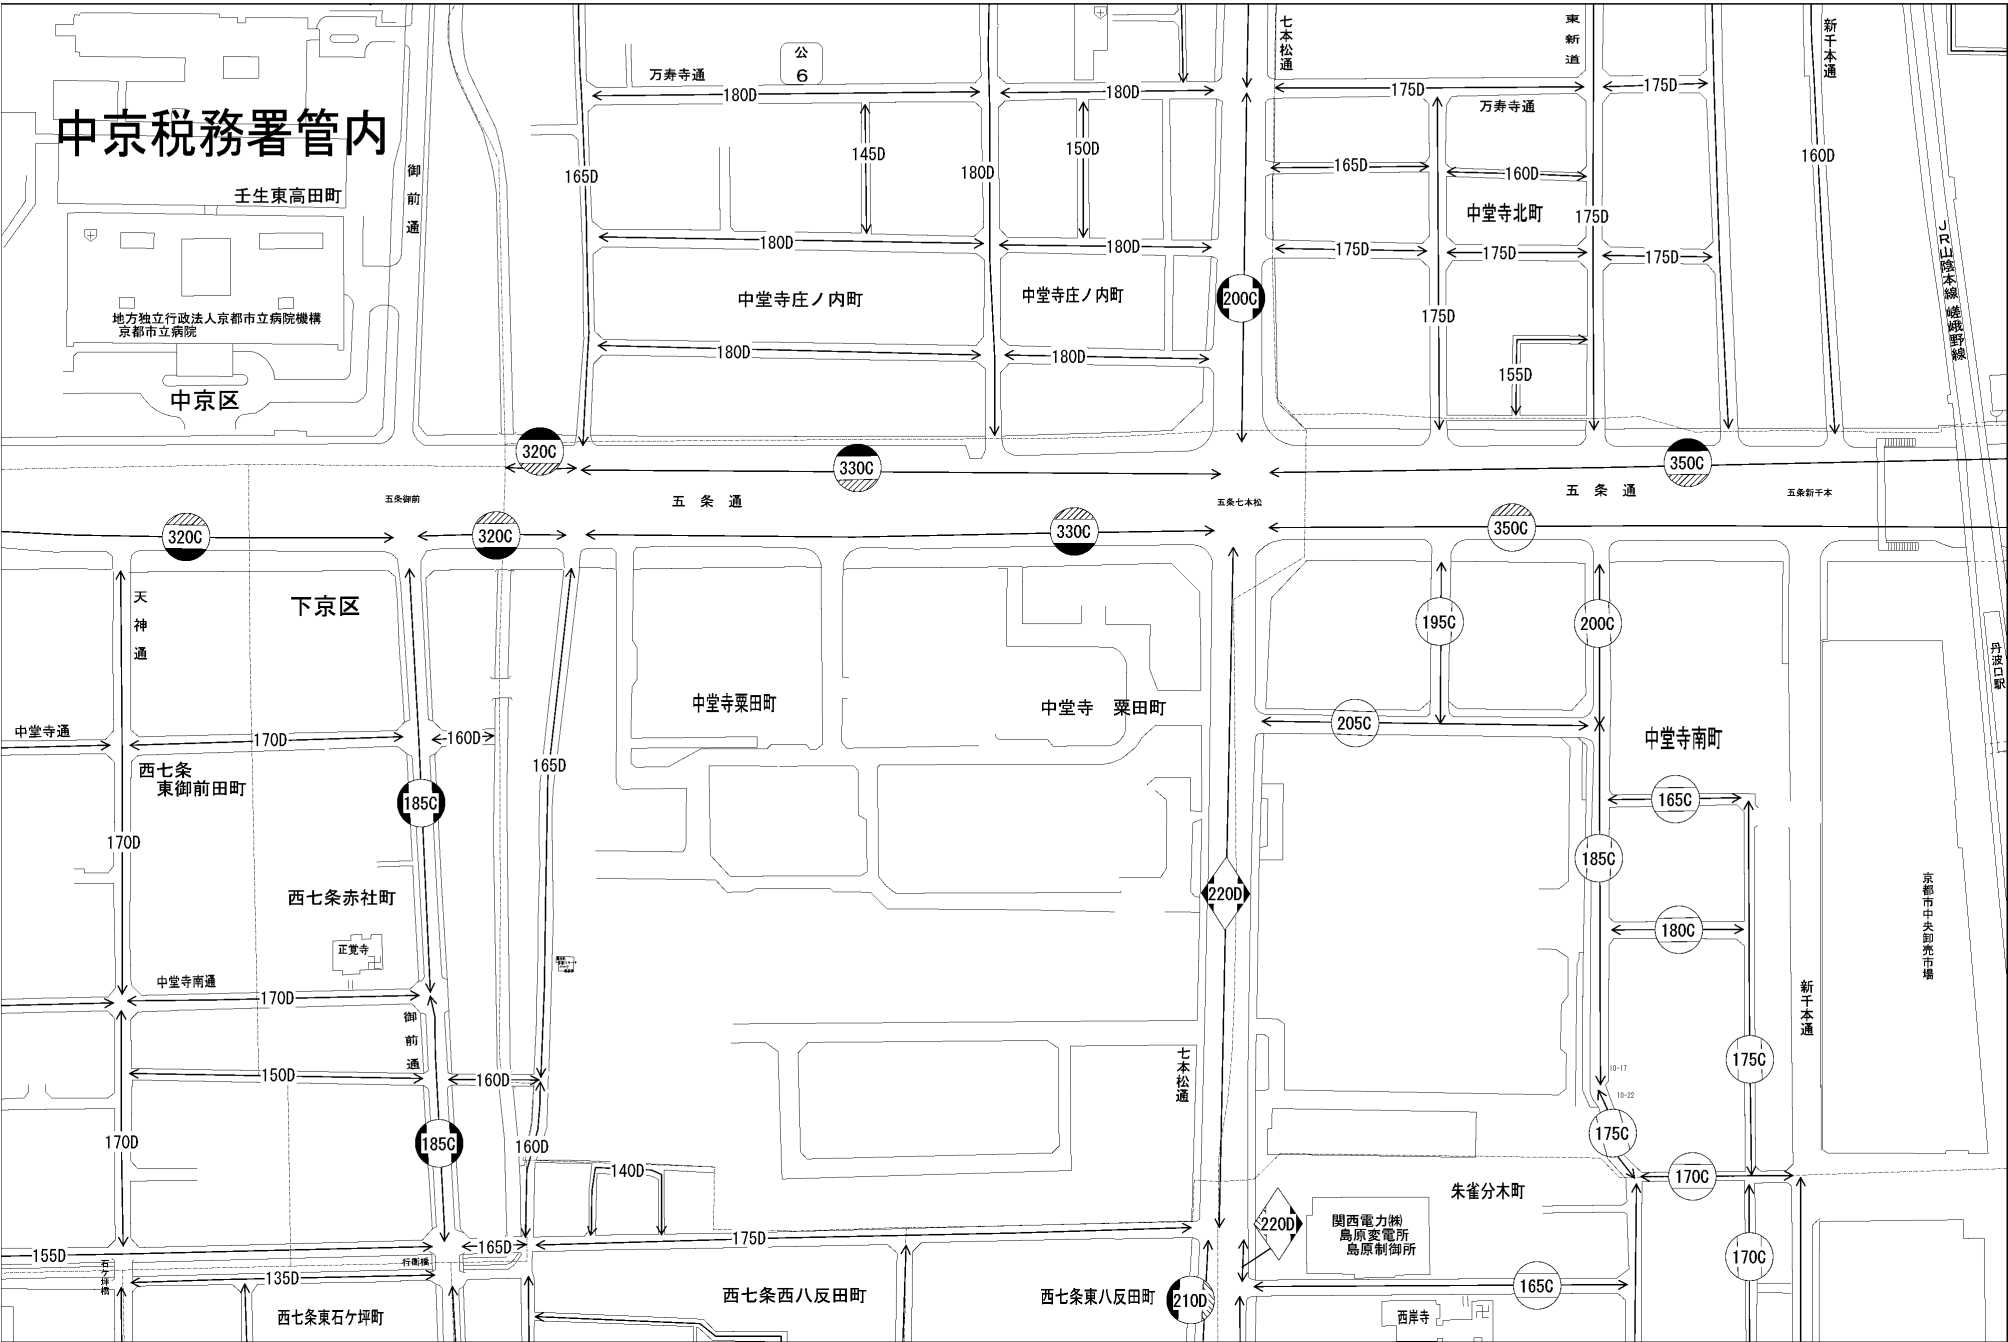 七本松通
東新道
新千本通
公
6
万寿寺通
180D
180D
175D
175D
万寿寺通
中京税務署管内
145D
150D
165D
160D
160D
165D
180D
壬生東高田町
御前通
中堂寺北町
175D
180D
180D
175D
175D
175D
JR山陰本線 嵯峨野線
中堂寺庄ノ内町
中堂寺庄ノ内町
200C
175D
地方独立行政法人京都市立病院機構
京都市立病院
180D
180D
155D
中京区
320C
330C
350C
五条御前
五条通
五条七本松
五条通
五条新千本
320C
320C
330C
350C
天神通
下京区
195C
200C
丹波口駅
中堂寺粟田町
中堂寺 粟田町
中堂寺通
170D
160D
205C
中堂寺南町
165D
西七条
東御前田町
185C
165C
170D
185C
西七条赤社町
220D
京都市中央卸売市場
正覚寺
180C
中堂寺南通
170D
御前通
新千本通
150D
160D
七本松通
175C
10-17
10-22
170D
185C
160D
175C
140D
170C
朱雀分木町
220D
関西電力㈱
島原変電所
島原制御所
155D
165D
175D
170C
石ケ坪橋
行衛橋
135D
165C
西七条東石ケ坪町
西七条西八反田町
西七条東八反田町
210D
西岸寺